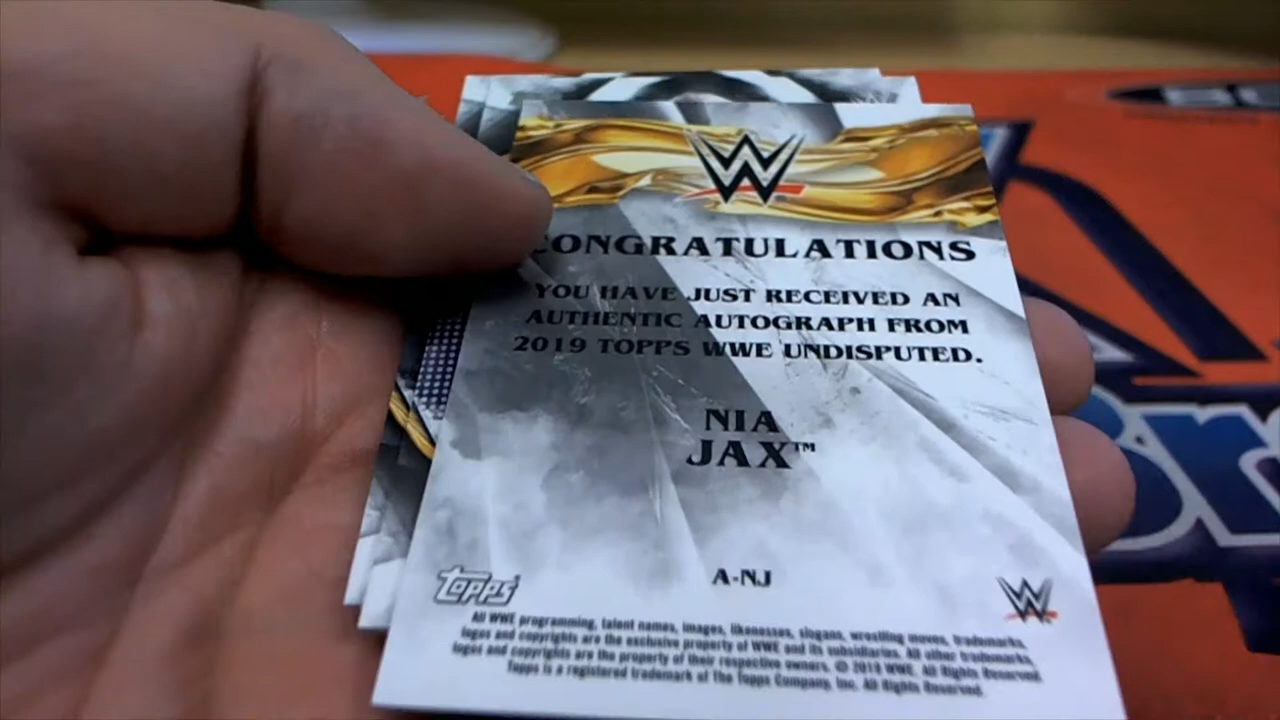 W
CONGRATULATIONS
YOU HAVE JUST RECEIVED AN
AUTHENTIC AUTOGRAPH FROM
2019 TOPPS WWE UNDISPUTED.
NIA
JAX™
A-NJ
topps
W
All WWE programming, talent names, images, likenesses, slogans, wrestling moves, trademarks,
logos and copyrights are the exclusive property of WWE and its subsidiaries. All other trademarks,
logos and copyrights are the property of their respective owners. © 2019 WWE. All Rights Reserved.
Topps is a registered trademark of The Topps Company, Inc. All Rights Reserved.